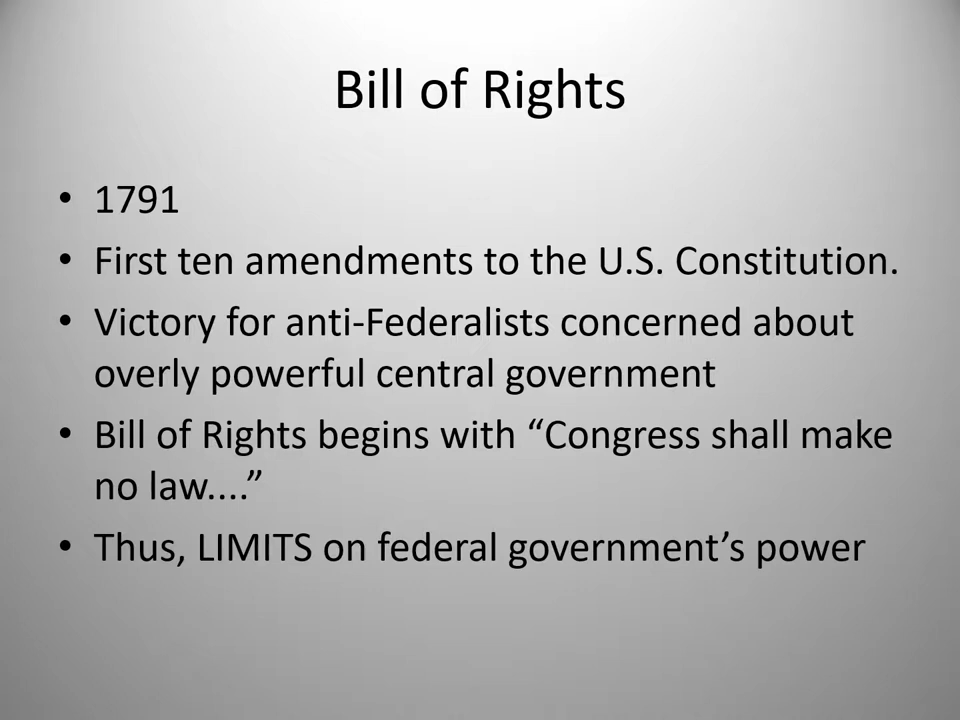 Bill of Rights
• 1791
• First ten amendments to the U.S. Constitution.
• Victory for anti-Federalists concerned about
overly powerful central government
• Bill of Rights begins with “Congress shall make
no law....”
• Thus, LIMITS on federal government’s power